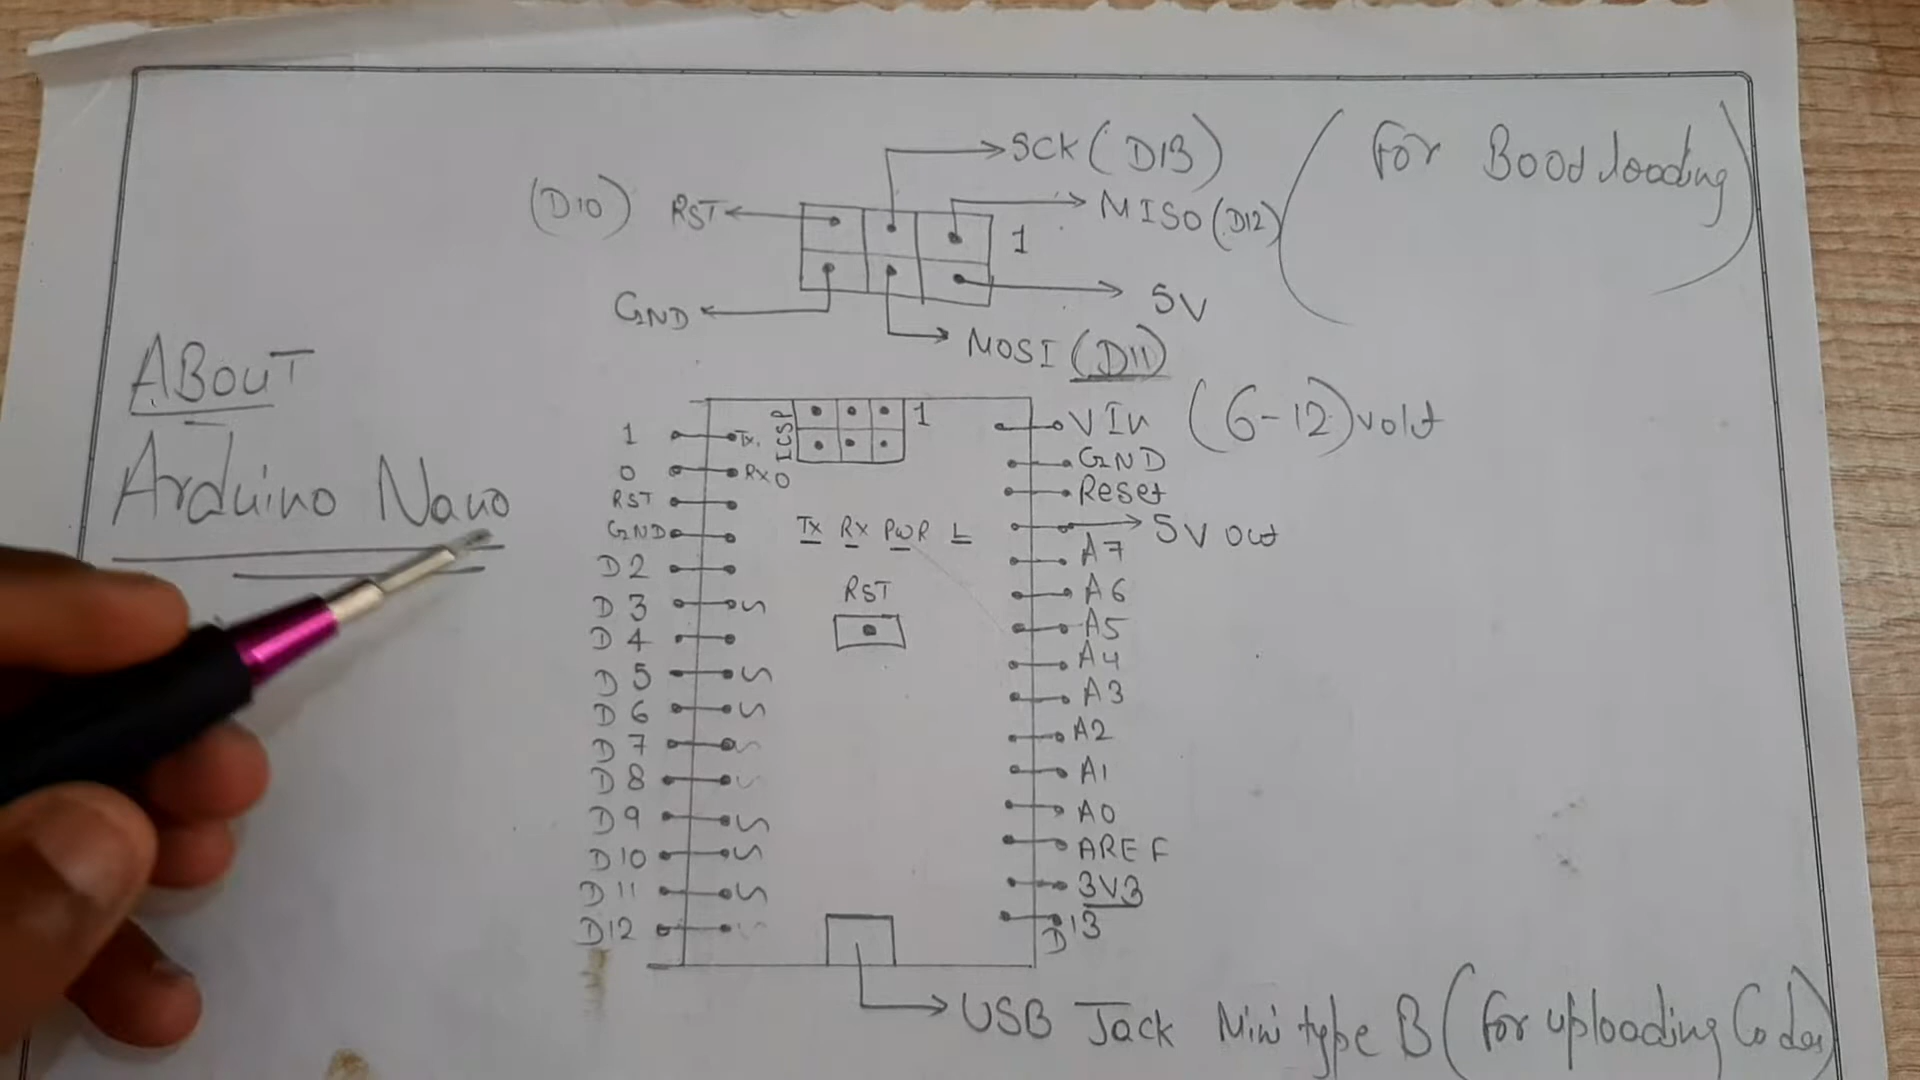 SCK (D13)
(For Bood loading)
(D10) RST
MISO (D12)
1
GND
5V
MOSI (D11)
ABOUT
Arduino Nano
ICSP
1
1 Tx
0 Rx0
RST
GND
D2
D3
D4
D5
D6
D7
D8
D9
D10
D11
D12
Tx Rx PWR L
RST
VIn (6-12) volt
GND
Reset
5V out
A7
A6
A5
A4
A3
A2
A1
A0
AREF
3V3
D13
USB Jack Mini type B (For uploading Codes)